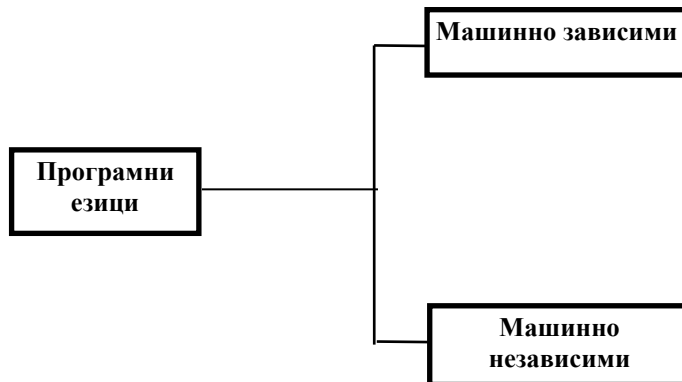 Машинно зависими
Програмни
езици
Машинно
независими